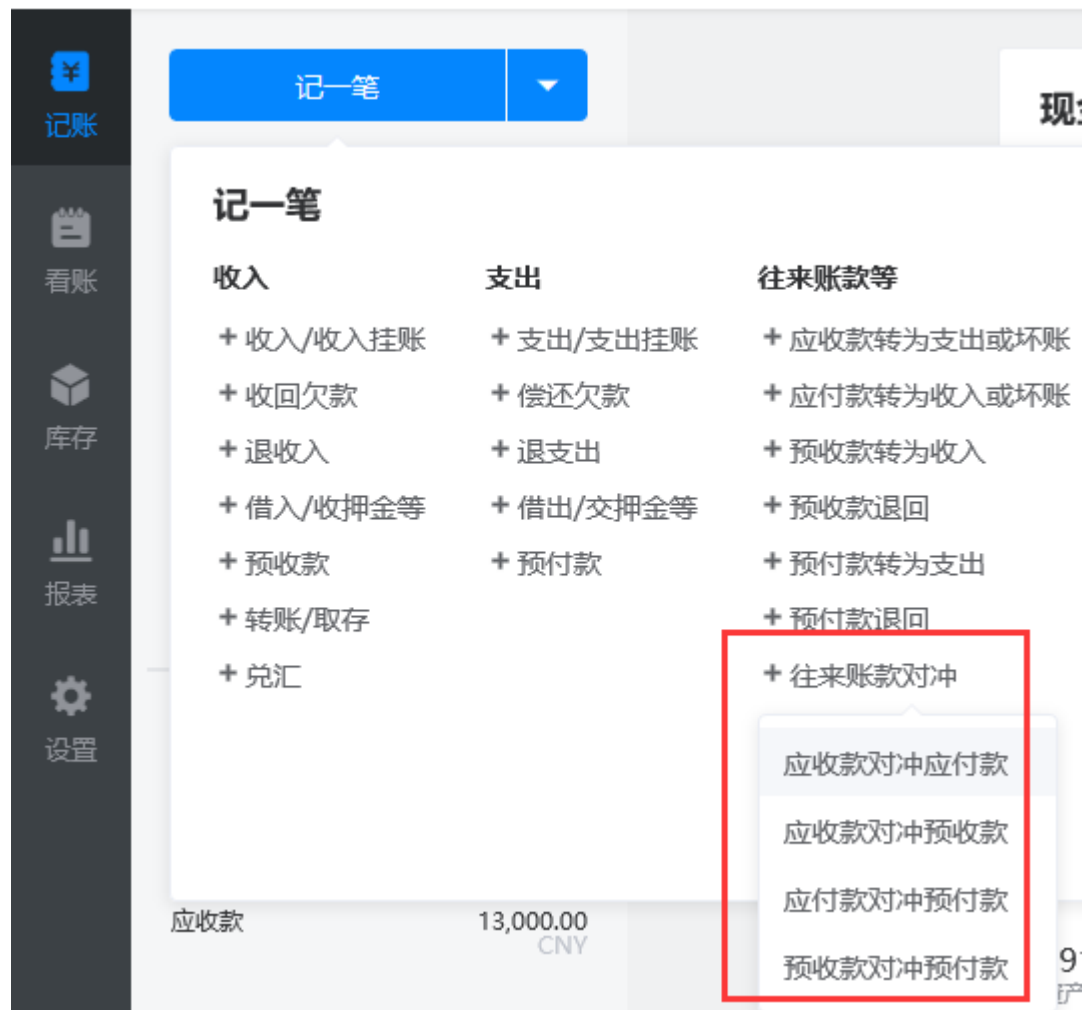 记账
看账
库存
报表
设置
记一笔
记一笔
收入
+ 收入/收入挂账
+ 收回欠款
+ 退收入
+ 借入/收押金等
+ 预收款
+ 转账/取存
+ 兑汇
支出
+ 支出/支出挂账
+ 偿还欠款
+ 退支出
+ 借出/交押金等
+ 预付款
往来账款等
+ 应收款转为支出或坏账
+ 应付款转为收入或坏账
+ 预收款转为收入
+ 预收款退回
+ 预付款转为支出
+ 预付款退回
+ 往来账款对冲
应收款对冲应付款
应收款对冲预收款
应付款对冲预付款
预收款对冲预付款
应收款 13,000.00
CNY
现